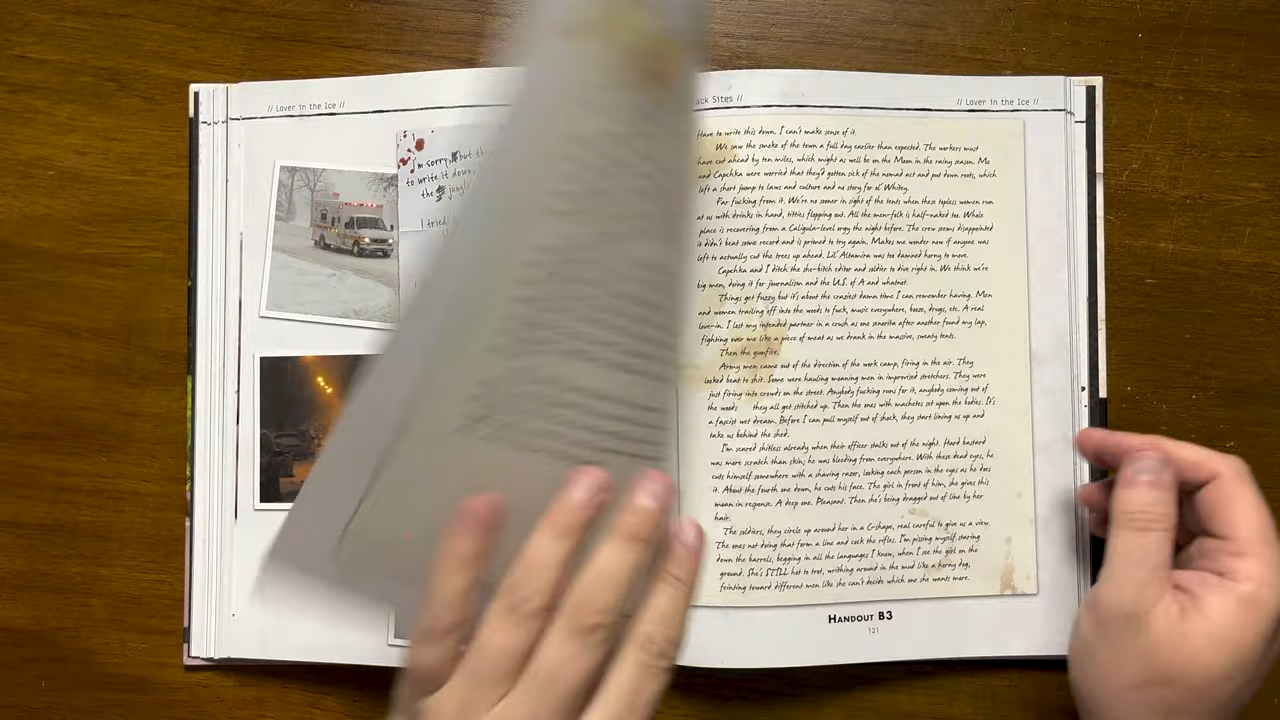 // Lover in the Ice //
I'm sorry, but this
to write it down.
the jungle
I tried
ack Sites //
// Lover in the Ice //
Have to write this down. I can't make sense of it.
We saw the smoke of the town a full day earlier than expected. The workers must
have cut ahead by ten miles, which might as well be on the Moon in the rainy season. Me
and Capchka were worried that they'd gotten sick of the nomad act and put down roots, which
left a short jump to laws and culture and no story for ol' Whitey.
Far fucking from it. We're no sooner in sight of the tents when these topless women run
at us with drinks in hand, titties flopping out. All the men-folk is half-naked too. Whole
place is recovering from a Caligula-level orgy the night before. The crew seems disappointed
it didn't beat some record and is primed to try again. Makes me wonder now if anyone was
left to actually cut the trees up ahead. Lil' Altamira was too damned horny to move.
Capchka and I ditch the she-bitch editor and soldier to dive right in. We think we're
big men, doing it for journalism and the U.S. of A and whatnot.
Things get fuzzy but it's about the craziest damn time I can remember having. Men
and women trailing off into the woods to fuck, music everywhere, booze, drugs, etc. A real
love-in. I lost my intended partner in a crush as one senorita after another found my lap,
fighting over me like a piece of meat as we drank in the massive, sweaty tents.
Then the gunfire.
Army men came out of the direction of the work camp, firing in the air. They
looked beat to shit. Some were hauling moaning men in improvised stretchers. They were
just firing into crowds on the street. Anybody fucking runs for it, anybody coming out of
the woods they all get stitched up. Then the ones with machetes set upon the bodies. It's
a fascist wet dream. Before I can pull myself out of shock, they start lining us up and
take us behind the shed.
I'm scared shitless already when their officer stalks out of the night. Hard bastard
was more scratch than skin; he was bleeding from everywhere. With these dead eyes, he
cuts himself somewhere with a shaving razor, looking each person in the eyes as he does
it. About the fourth one down, he cuts his face. The girl in front of him, she gives this
moan in response. A deep one. Pleasant. Then she's being dragged out of line by her
hair.
The soldiers, they circle up around her in a C-shape, real careful to give us a view.
The ones not doing that form a line and cock the rifles. I'm pissing myself staring
down the barrels, begging in all the languages I know, when I see the girl on the
ground. She's STILL hot to trot, writhing around in the mud like a horny dog,
feinting toward different men like she can't decide which one she wants more.
Handout B3
121